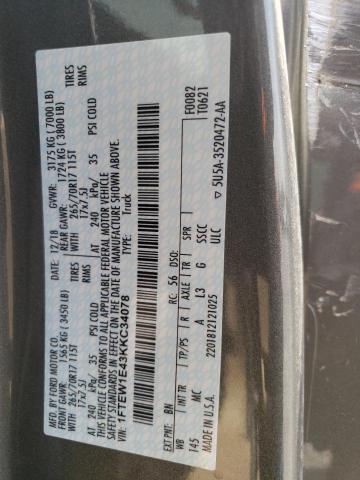 MFD. BY FORD MOTOR CO.
DATE: 12/18 GVWR: 3175 KG ( 7000 LB)
FRONT GAWR: 1565 KG ( 3450 LB) REAR GAWR: 1724 KG ( 3800 LB)
265/70R17 115T WITH 265/70R17 115T TIRES
17x7.5J TIRES RIMS 17x7.5J RIMS
AT 240 kPa/ 35 PSI COLD AT 240 kPa/ 35 PSI COLD
THIS VEHICLE CONFORMS TO ALL APPLICABLE FEDERAL MOTOR VEHICLE
SAFETY STANDARDS IN EFFECT ON THE DATE OF MANUFACTURE SHOWN ABOVE.
1FTEW1E43KKC34078 TYPE: Truck
F0082
T0621
EXT PNT: BN RC: 56 DSO:
WB INT TR TP/PS R AXLE TR SPR
145 MC A L3 G SSCC
ULC
MADE IN U.S.A. 2201812121025
▽ 5U5A-3520472-AA